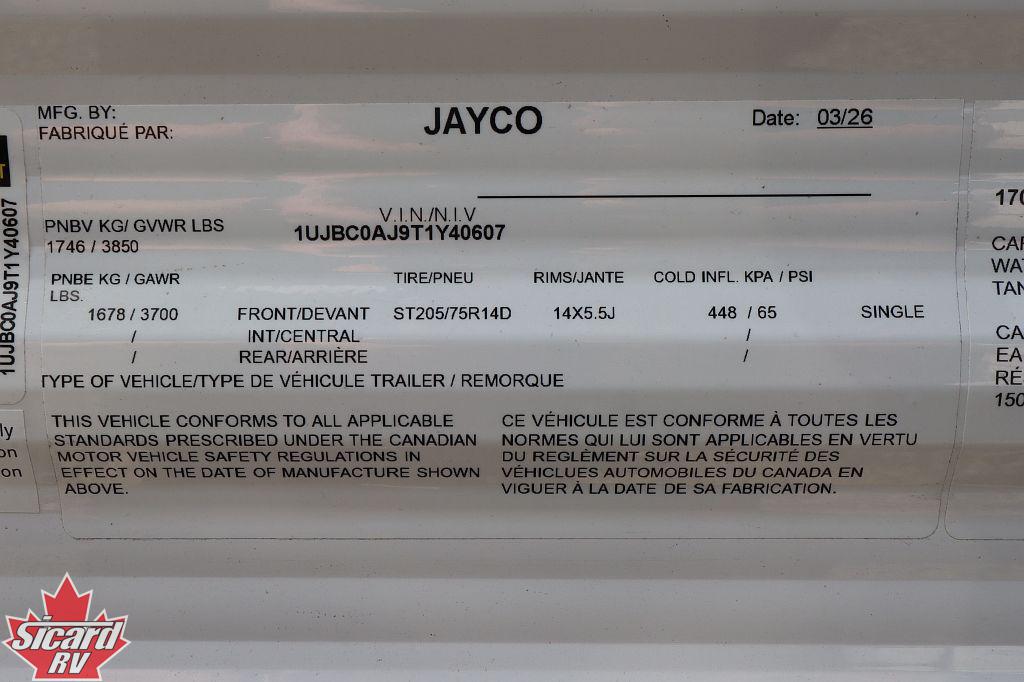 MFG. BY:
FABRIQUÉ PAR:
JAYCO
Date: 03/26
V.I.N./N.I.V
1UJBC0AJ9T1Y40607
PNBV KG/ GVWR LBS
1746 / 3850
PNBE KG / GAWR LBS.
TIRE/PNEU RIMS/JANTE COLD INFL. KPA / PSI
1678 / 3700 FRONT/DEVANT ST205/75R14D 14X5.5J 448 / 65 SINGLE
/ INT/CENTRAL /
/ REAR/ARRIÈRE /
TYPE OF VEHICLE/TYPE DE VÉHICULE TRAILER / REMORQUE
THIS VEHICLE CONFORMS TO ALL APPLICABLE
STANDARDS PRESCRIBED UNDER THE CANADIAN
MOTOR VEHICLE SAFETY REGULATIONS IN
EFFECT ON THE DATE OF MANUFACTURE SHOWN
ABOVE.
CE VÉHICULE EST CONFORME À TOUTES LES
NORMES QUI LUI SONT APPLICABLES EN VERTU
DU REGLÈMENT SUR LA SÉCURITÉ DES
VÉHICLUES AUTOMOBILES DU CANADA EN
VIGUER À LA DATE DE SA FABRICATION.
1UJBC0AJ9T1Y40607
Sicard
RV